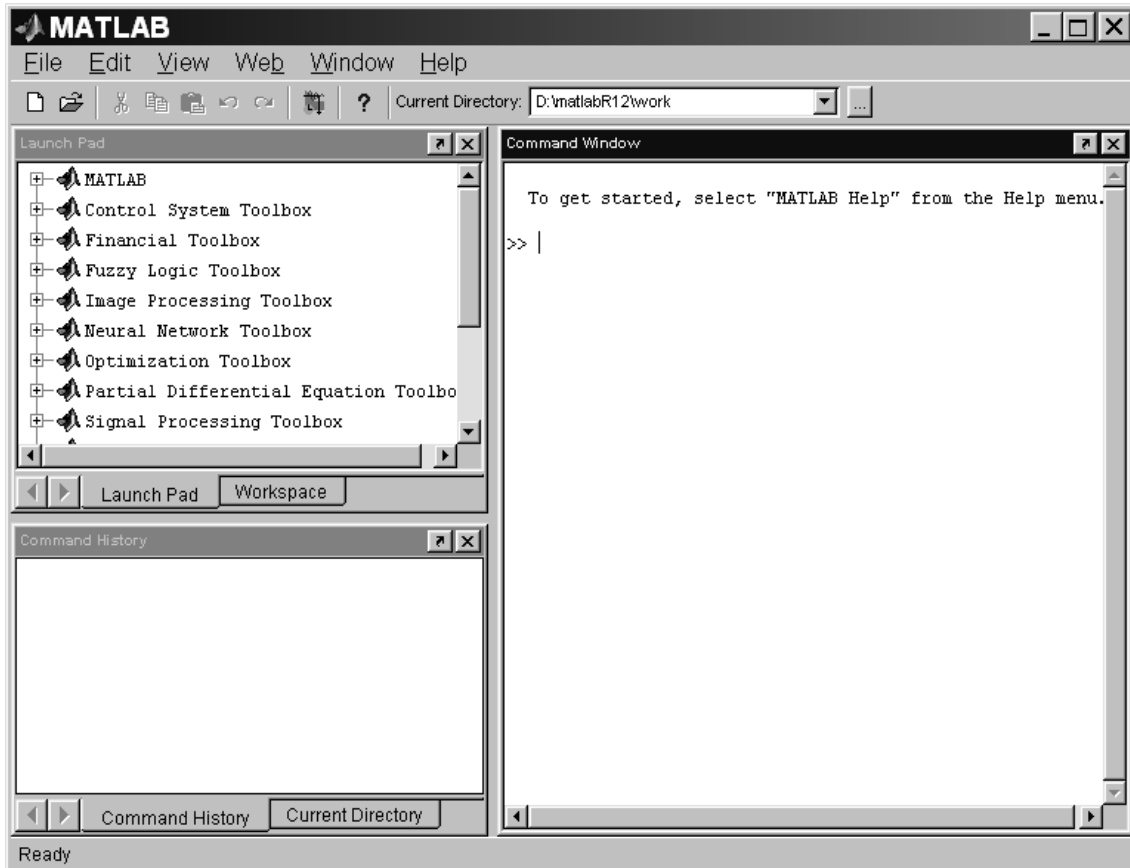 MATLAB
File Edit View Web Window Help
? Current Directory: D:\matlabR12\work ...
Launch Pad
MATLAB
Control System Toolbox
Financial Toolbox
Fuzzy Logic Toolbox
Image Processing Toolbox
Neural Network Toolbox
Optimization Toolbox
Partial Differential Equation Toolbo
Signal Processing Toolbox
Launch Pad Workspace
Command History
Command History Current Directory
Command Window
To get started, select "MATLAB Help" from the Help menu.
>>
Ready